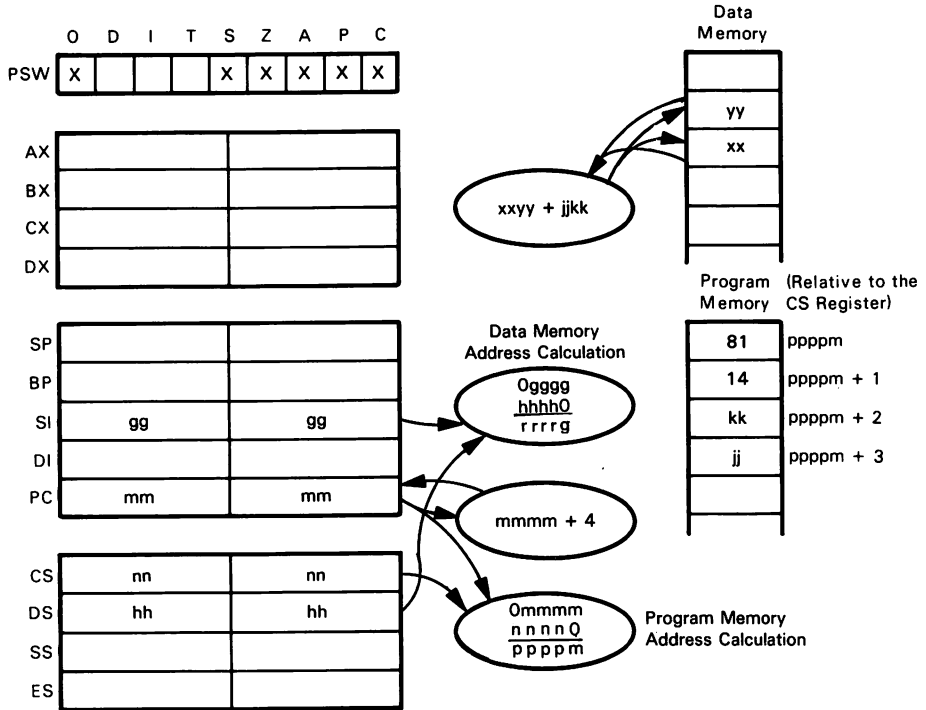 O D I T S Z A P C
PSW X X X X X X
AX
BX
CX
DX
Data
Memory
yy
xx
xxyy + jjkk
SP
BP
SI gg gg
DI
PC mm mm
Data Memory
Address Calculation
0gggg
hhhh0
rrrrg
mmmm + 4
Program
Memory
(Relative to the
CS Register)
81 ppppm
14 ppppm + 1
kk ppppm + 2
jj ppppm + 3
CS nn nn
DS hh hh
SS
ES
0mmmm
nnnn0
ppppm
Program Memory
Address Calculation